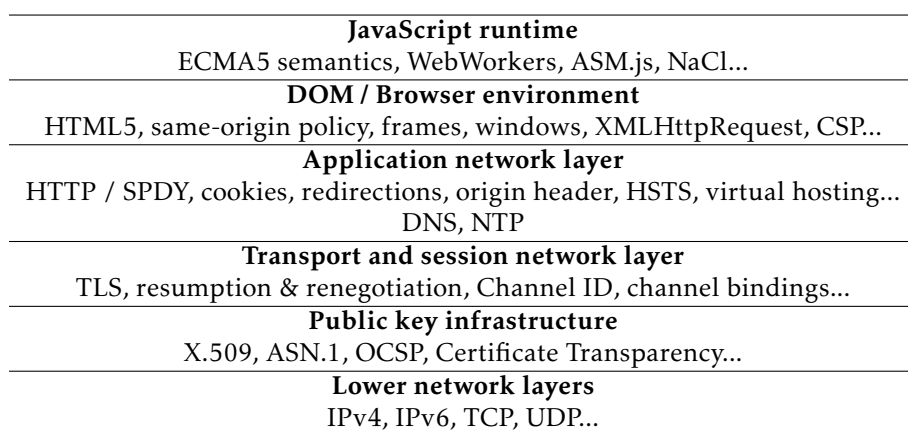 JavaScript runtime
ECMA5 semantics, WebWorkers, ASM.js, NaCl...
DOM / Browser environment
HTML5, same-origin policy, frames, windows, XMLHttpRequest, CSP...
Application network layer
HTTP / SPDY, cookies, redirections, origin header, HSTS, virtual hosting...
DNS, NTP
Transport and session network layer
TLS, resumption & renegotiation, Channel ID, channel bindings...
Public key infrastructure
X.509, ASN.1, OCSP, Certificate Transparency...
Lower network layers
IPv4, IPv6, TCP, UDP...